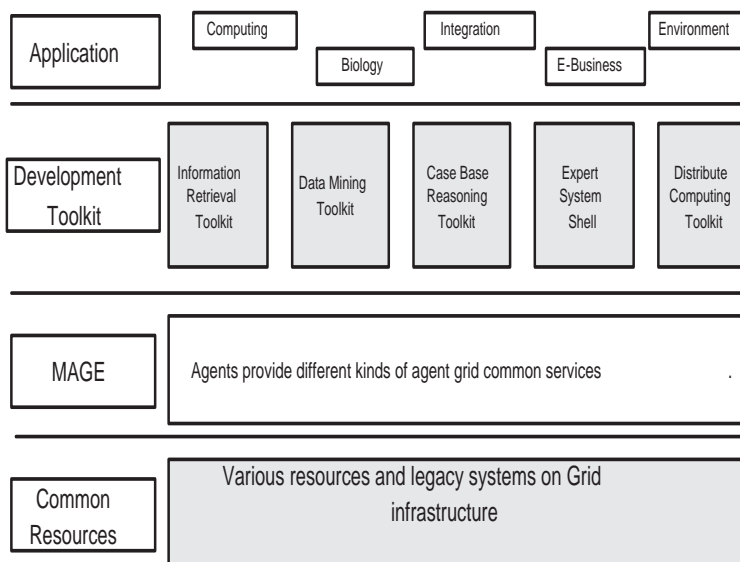 Application
Computing
Biology
Integration
E-Business
Environment
Development
Toolkit
Information
Retrieval
Toolkit
Data Mining
Toolkit
Case Base
Reasoning
Toolkit
Expert
System
Shell
Distribute
Computing
Toolkit
MAGE
Agents provide different kinds of agent grid common services .
Common
Resources
Various resources and legacy systems on Grid
infrastructure